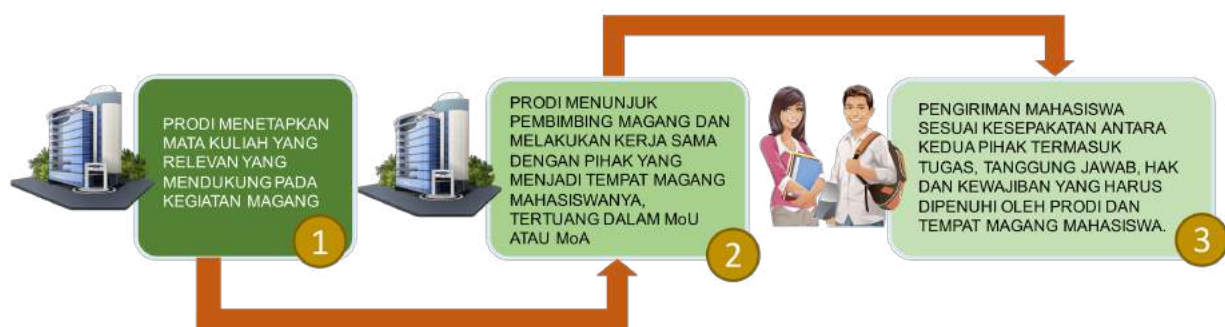 PRODI MENETAPKAN
MATA KULIAH YANG
RELEVAN YANG
MENDUKUNG PADA
KEGIATAN MAGANG
1
PRODI MENUNJUK
PEMBIMBING MAGANG DAN
MELAKUKAN KERJA SAMA
DENGAN PIHAK YANG
MENJADI TEMPAT MAGANG
MAHASISWANYA,
TERTUANG DALAM MoU
ATAU MoA
2
PENGIRIMAN MAHASISWA
SESUAI KESEPAKATAN ANTARA
KEDUA PIHAK TERMASUK
TUGAS, TANGGUNG JAWAB, HAK
DAN KEWAJIBAN YANG HARUS
DIPENUHI OLEH PRODI DAN
TEMPAT MAGANG MAHASISWA.
3